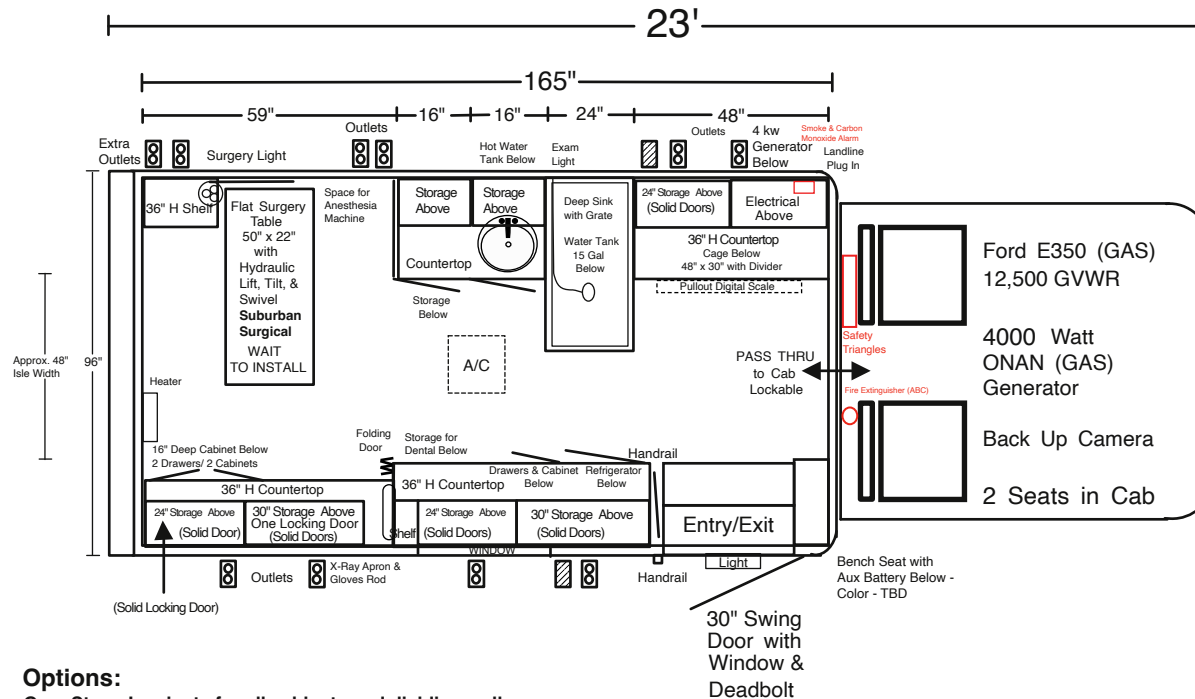 23'
165"
59"
16"
16"
24"
48"
Extra
Outlets
Surgery Light
Outlets
Hot Water
Tank Below
Exam
Light
Outlets
4 kw
Generator
Below
Smoke & Carbon
Monoxide Alarm
Landline
Plug In
36" H Shelf
Flat Surgery
Table
50" x 22"
with
Hydraulic
Lift, Tilt, &
Swivel
Suburban
Surgical
WAIT
TO INSTALL
Space for
Anesthesia
Machine
Storage
Above
Storage
Above
Countertop
Storage
Below
Deep Sink
with Grate
Water Tank
15 Gal
Below
24" Storage Above
(Solid Doors)
Electrical
Above
36" H Countertop
Cage Below
48" x 30" with Divider
Pullout Digital Scale
Ford E350 (GAS)
12,500 GVWR
4000 Watt
ONAN (GAS)
Generator
Back Up Camera
2 Seats in Cab
Safety
Triangles
PASS THRU
to Cab
Lockable
Fire Extinguisher (ABC)
A/C
Approx. 48"
Isle Width
96"
Heater
16" Deep Cabinet Below
2 Drawers/ 2 Cabinets
Folding
Door
Storage for
Dental Below
Handrail
Drawers & Cabinet
Below
Refrigerator
Below
36" H Countertop
36" H Countertop
24" Storage Above
(Solid Door)
30" Storage Above
One Locking Door
(Solid Doors)
Shelf
24" Storage Above
(Solid Doors)
30" Storage Above
(Solid Doors)
Entry/Exit
WINDOW
Outlets
X-Ray Apron &
Gloves Rod
Handrail
Light
Bench Seat with
Aux Battery Below -
Color - TBD
(Solid Locking Door)
30" Swing
Door with
Window &
Deadbolt
Options: